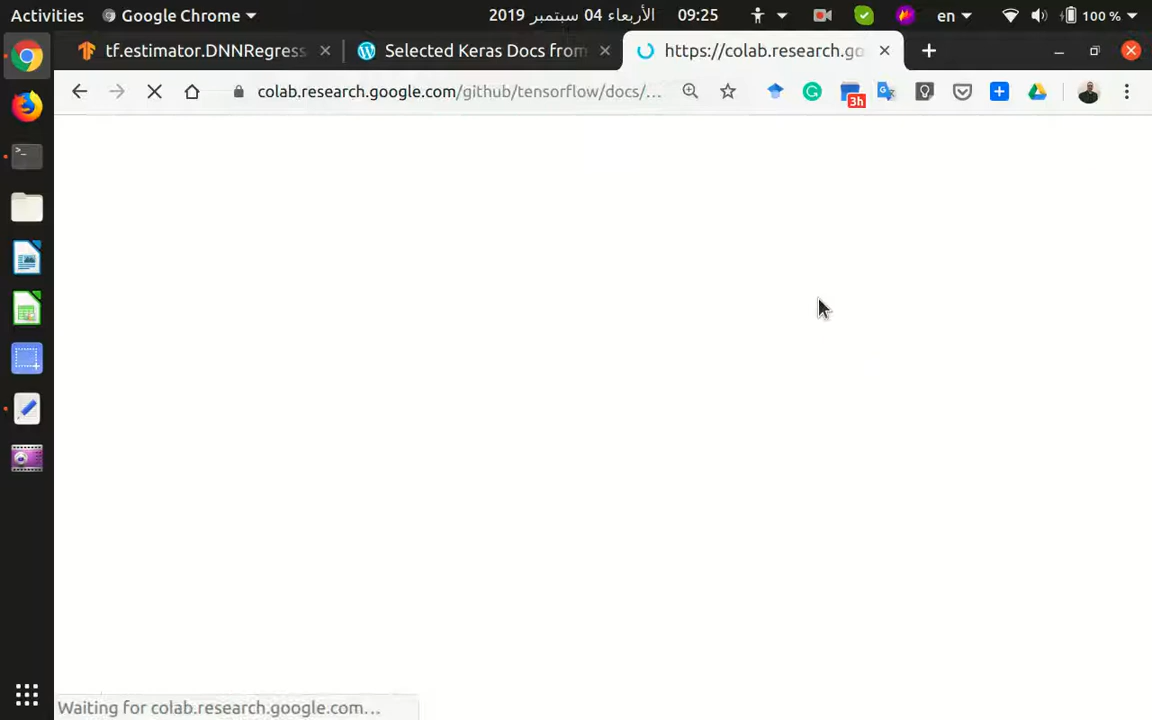 Activities Google Chrome الأربعاء 04 سبتمبر 2019 09:25 en 100 %
tf.estimator.DNNRegress Selected Keras Docs from https://colab.research.go
colab.research.google.com/github/tensorflow/docs/... 3h
Waiting for colab.research.google.com...